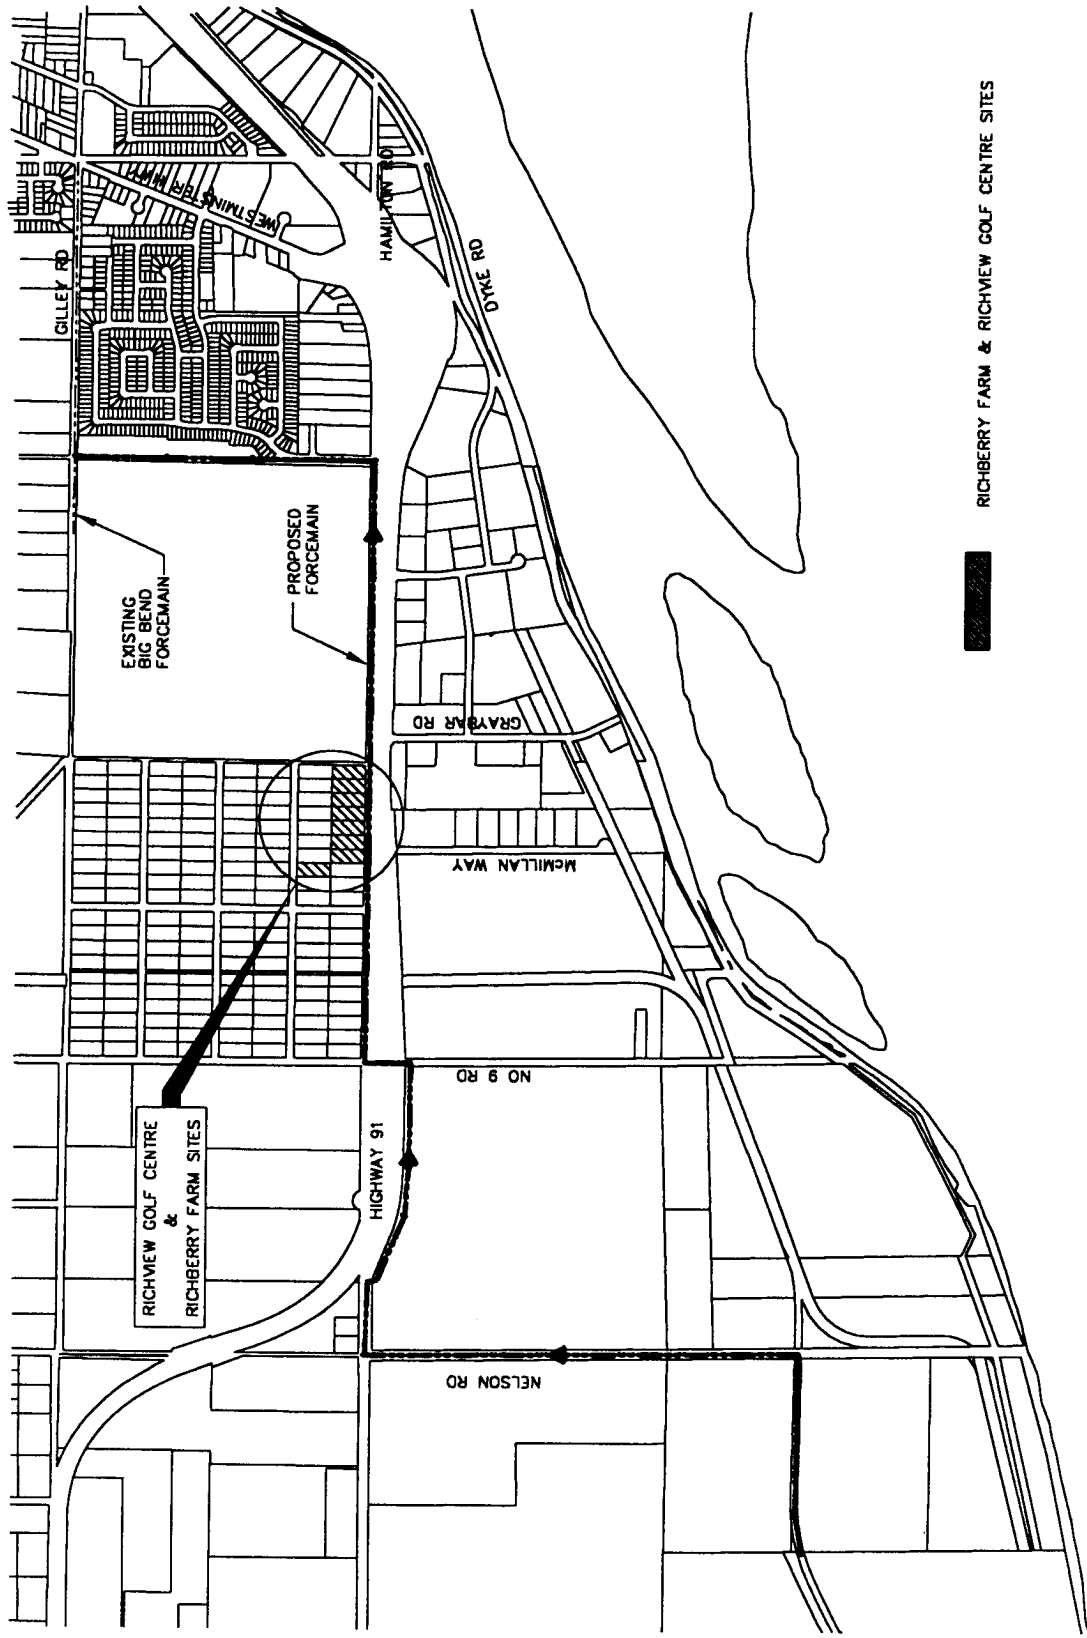 GILLEY RD
WESTMINSTER HWY
HAMILTON RD
DYKE RD
EXISTING
BIG BEND
FORCEMAIN
PROPOSED
FORCEMAIN
GRAYBAR RD
McMILLAN WAY
NO 9 RD
HIGHWAY 91
NELSON RD
RICHVIEW GOLF CENTRE
&
RICHBERRY FARM SITES
RICHBERRY FARM & RICHVIEW GOLF CENTRE SITES